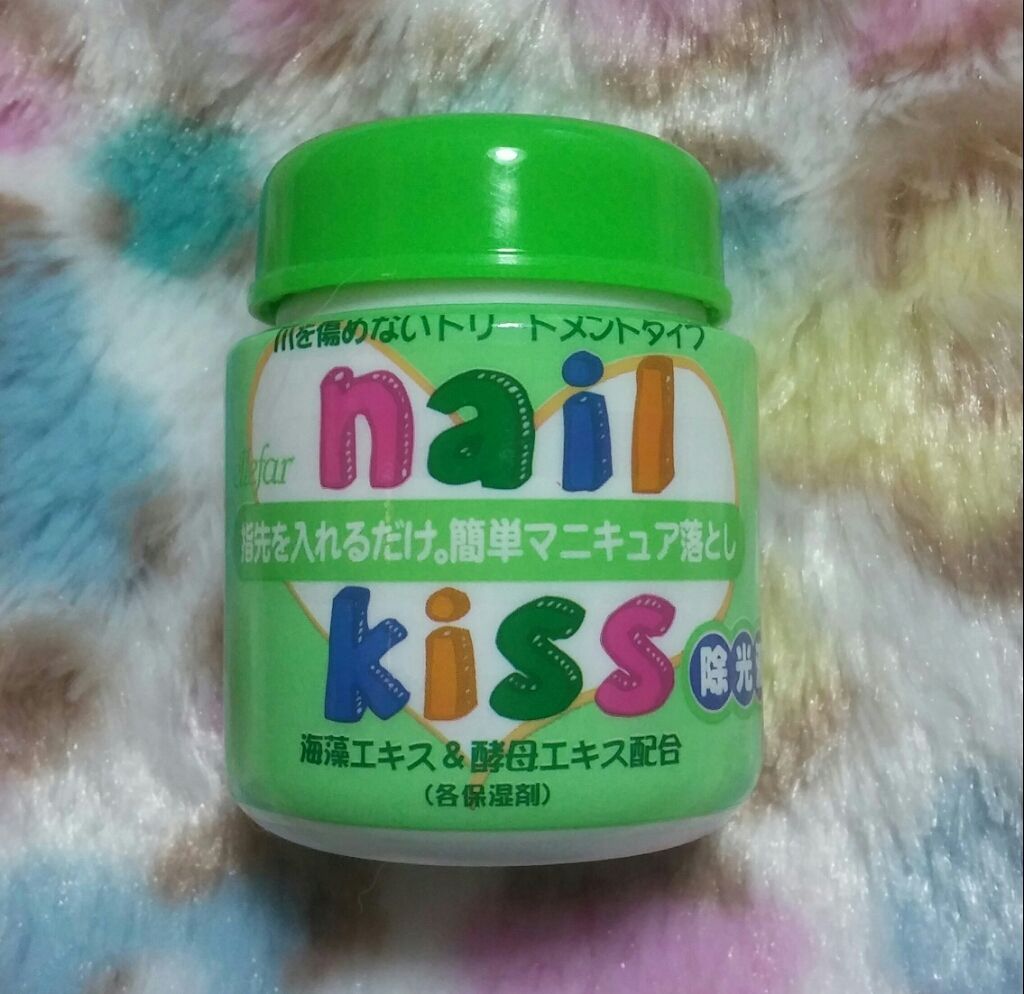 爪を傷めないトリートメントタイプ
nail
指先を入れるだけ。簡単マニキュア落とし
kiss
除光
海藻エキス&酵母エキス配合
(各保湿剤)